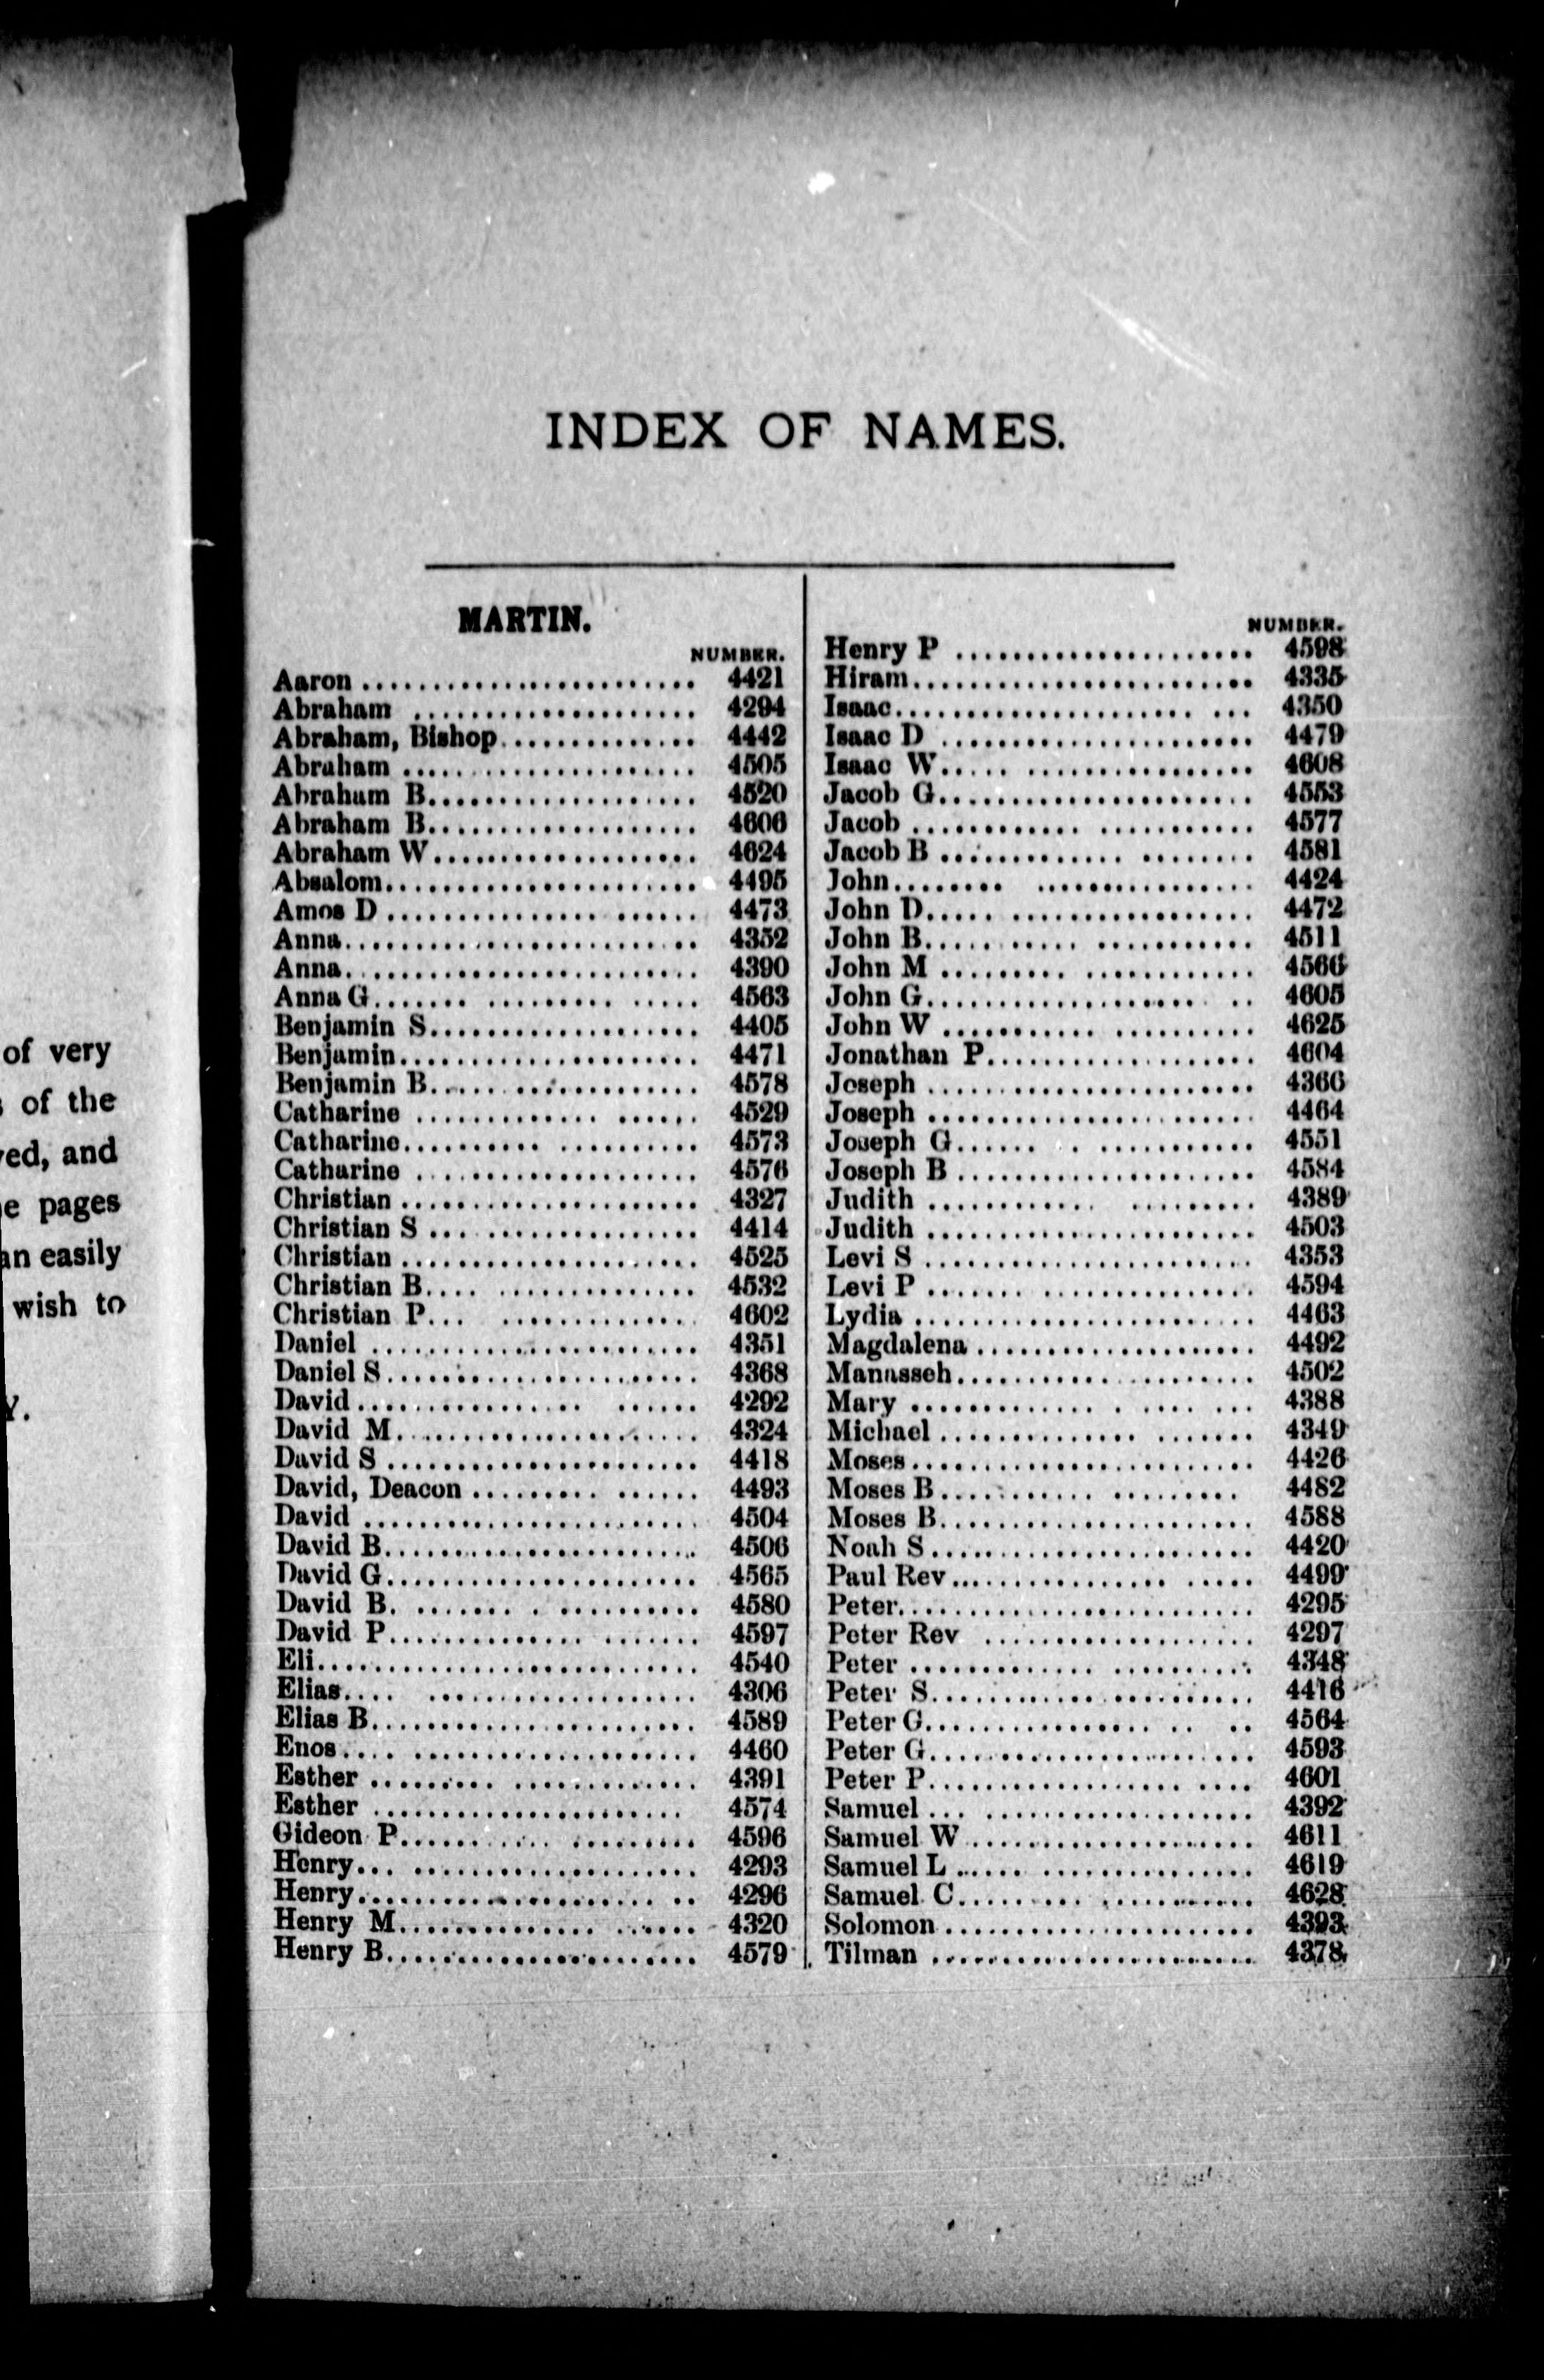 of very
of the
ved, and
e pages
an easily
wish to
Y.
INDEX OF NAMES.
MARTIN.
NUMBER.
Aaron ........................ 4421
Abraham .................... 4294
Abraham, Bishop.............. 4442
Abraham ..................... 4505
Abraham B................... 4520
Abraham B................... 4606
Abraham W................... 4624
Absalom...................... 4495
Amos D ...................... 4473
Anna......................... 4352
Anna......................... 4390
Anna G....................... 4563
Benjamin S................... 4405
Benjamin..................... 4471
Benjamin B................... 4578
Catharine ................... 4529
Catharine.................... 4573
Catharine ................... 4576
Christian ..................... 4327
Christian S ................... 4414
Christian ..................... 4525
Christian B................... 4532
Christian P................... 4602
Daniel ....................... 4351
Daniel S...................... 4368
David........................ 4292
David M...................... 4324
David S ...................... 4418
David, Deacon ............... 4493
David ........................ 4504
David B...................... 4506
David G...................... 4565
David B. .................... 4580
David P...................... 4597
Eli........................... 4540
Elias......................... 4306
Elias B....................... 4589
Enos......................... 4460
Esther ....................... 4391
Esther ...................... 4574
Gideon P..................... 4596
Henry........................ 4293
Henry........................ 4296
Henry M..................... 4320
Henry B...................... 4579
NUMBER.
Henry P ..................... 4598
Hiram........................ 4335
Isaac........................ 4350
Isaac D ...................... 4479
Isaac W...................... 4608
Jacob G...................... 4553
Jacob ....................... 4577
Jacob B ..................... 4581
John......................... 4424
John D....................... 4472
John B....................... 4511
John M ...................... 4566
John G....................... 4605
John W ...................... 4625
Jonathan P................... 4604
Joseph ....................... 4366
Joseph ....................... 4464
Joseph G..................... 4551
Joseph B ..................... 4584
Judith ....................... 4389
Judith ....................... 4503
Levi S ....................... 4353
Levi P ....................... 4594
Lydia ........................ 4463
Magdalena .................... 4492
Manasseh..................... 4502
Mary ........................ 4388
Michael ...................... 4349
Moses........................ 4426
Moses B...................... 4482
Moses B...................... 4588
Noah S....................... 4420
Paul Rev..................... 4499
Peter......................... 4295
Peter Rev ................... 4297
Peter ........................ 4348
Peter S....................... 4416
Peter G....................... 4564
Peter G....................... 4593
Peter P....................... 4601
Samuel ...................... 4392
Samuel W.................... 4611
Samuel L .................... 4619
Samuel C..................... 4628
Solomon...................... 4393
Tilman ....................... 4378